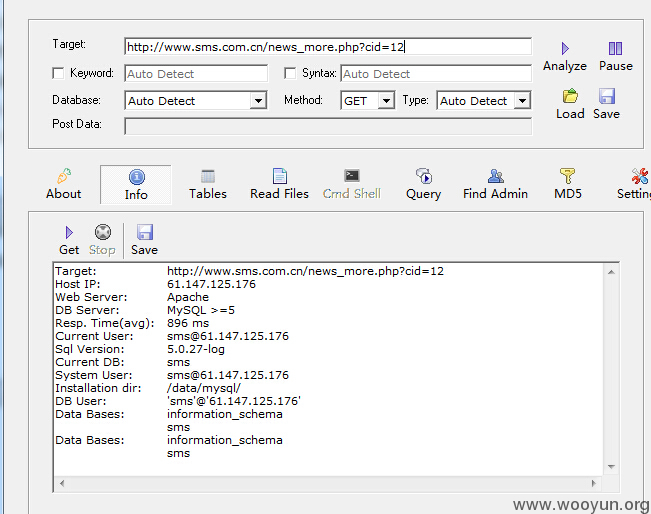 Target: http://www.sms.com.cn/news_more.php?cid=12
Keyword: Auto Detect Syntax: Auto Detect
Database: Auto Detect Method: GET Type: Auto Detect
Post Data:
Analyze Pause
Load Save
About Info Tables Read Files Cmd Shell Query Find Admin MD5 Setting
Get Stop Save
Target: http://www.sms.com.cn/news_more.php?cid=12
Host IP: 61.147.125.176
Web Server: Apache
DB Server: MySQL >=5
Resp. Time(avg): 896 ms
Current User: sms@61.147.125.176
Sql Version: 5.0.27-log
Current DB: sms
System User: sms@61.147.125.176
Installation dir: /data/mysql/
DB User: 'sms'@'61.147.125.176'
Data Bases: information_schema
sms
Data Bases: information_schema
sms
www.wooyun.org